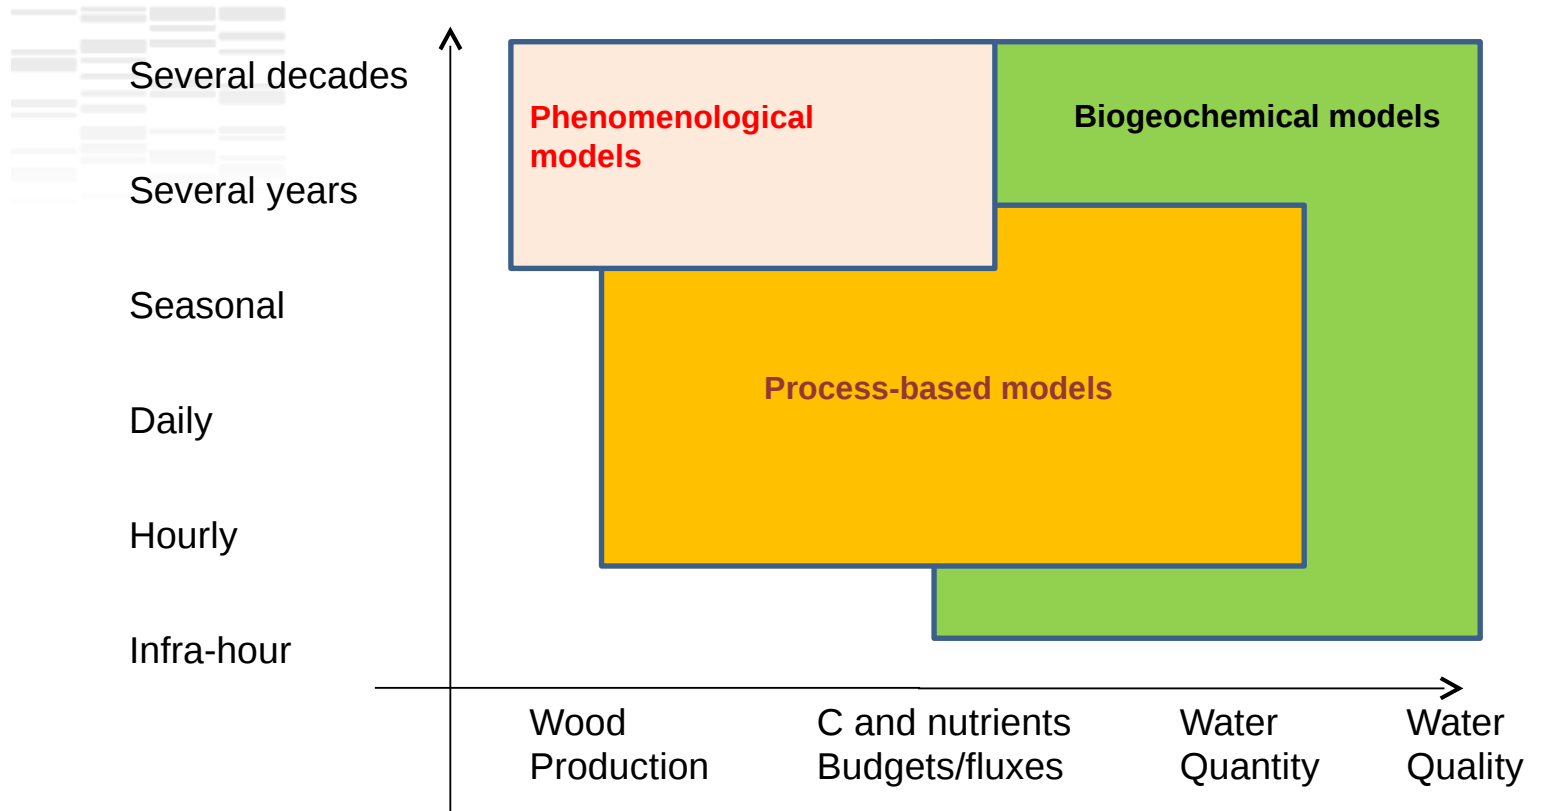 Several decades
Phenomenological
models
Biogeochemical models
Several years
Seasonal
Process-based models
Daily
Hourly
Infra-hour
Wood
Production
C and nutrients
Budgets/fluxes
Water
Quantity
Water
Quality